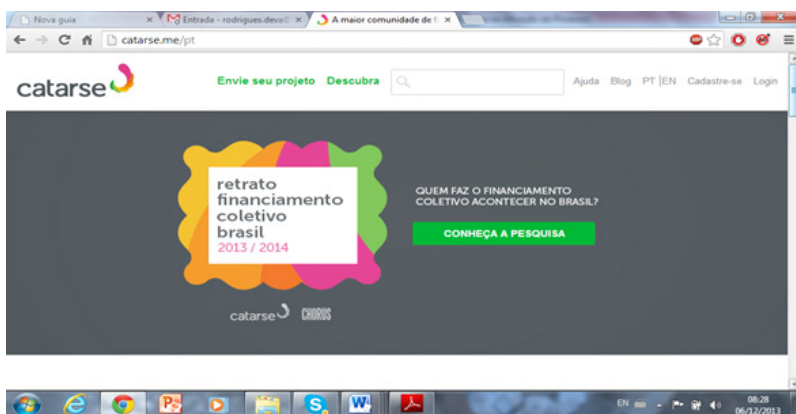 Nova guia
Entrada - rodrigues.deva
A maior comunidade de f
catarse.me/pt
catarse
Envie seu projeto Descubra
Ajuda Blog PT |EN Cadastre-se Login
retrato
financiamento
coletivo
brasil
2013 / 2014
QUEM FAZ O FINANCIAMENTO
COLETIVO ACONTECER NO BRASIL?
CONHEÇA A PESQUISA
catarse CHORUS
EN 08:28
06/12/2013